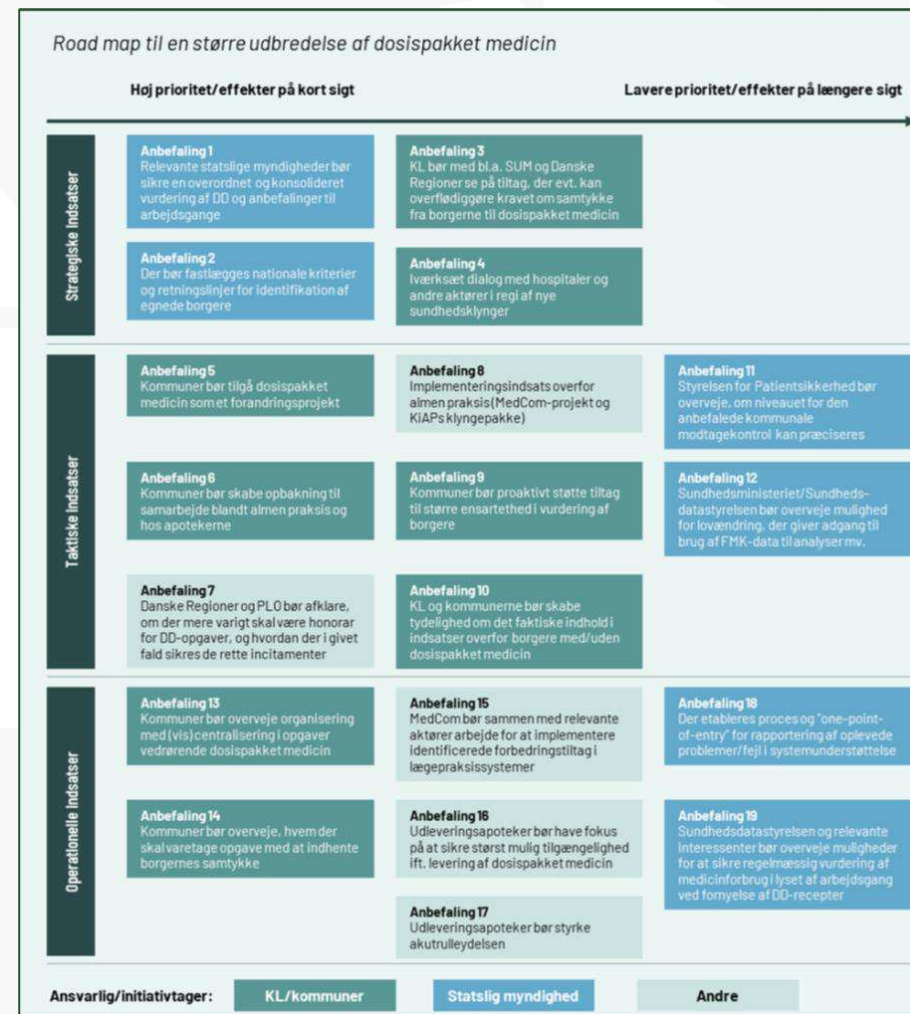 Road map til en større udbredelse af dosispakket medicin
Høj prioritet/effekter på kort sigt
Lavere prioritet/effekter på længere sigt
Strategiske Indsatser
Anbefaling 1
Relevante statslige myndigheder bør
sikre en overordnet og konsolideret
vurdering af DD og anbefalinger til
arbejdsgange
Anbefaling 3
KL bør med bl.a. SUM og Danske
Regioner se på tiltag, der evt. kan
overflødiggøre kravet om samtykke
fra borgerne til dosispakket medicin
Anbefaling 2
Der bør fastlægges nationale kriterier
og retningslinjer for identifikation af
egnede borgere
Anbefaling 4
Iværksæt dialog med hospitaler og
andre aktører i regi af nye
sundhedsklynger
Taktiske Indsatser
Anbefaling 5
Kommuner bør tilgå dosispakket
medicin som et forandringsprojekt
Anbefaling 8
Implementeringsindsats overfor
almen praksis (MedCom-projekt og
KiAPs klyngepakke)
Anbefaling 11
Styrelsen for Patientsikkerhed bør
overveje, om niveauet for den
anbefalede kommunale
modtagekontrol kan præciseres
Anbefaling 6
Kommuner bør skabe opbakning til
samarbejde blandt almen praksis og
hos apotekerne
Anbefaling 9
Kommuner bør proaktivt støtte tiltag
til større ensartethed i vurdering af
borgere
Anbefaling 12
Sundhedsministeriet/Sundheds-
datastyrelsen bør overveje mulighed
for lovændring, der giver adgang til
brug af FMK-data til analyser mv.
Anbefaling 7
Danske Regioner og PLO bør afklare,
om der mere varigt skal være honorar
for DD-opgaver, og hvordan der i givet
fald sikres de rette incitamenter
Anbefaling 10
KL og kommunerne bør skabe
tydelighed om det faktiske indhold i
indsatser overfor borgere med/uden
dosispakket medicin
Operationelle Indsatser
Anbefaling 13
Kommuner bør overveje organisering
med (vis) centralisering i opgaver
vedrørende dosispakket medicin
Anbefaling 15
MedCom bør sammen med relevante
aktører arbejde for at implementere
identificerede forbedringstiltag i
lægepraksissystemer
Anbefaling 18
Der etableres proces og "one-point-
of-entry" for rapportering af oplevede
problemer/fejl i systemunderstøttelse
Anbefaling 14
Kommuner bør overveje, hvem der
skal varetage opgave med at indhente
borgernes samtykke
Anbefaling 16
Udleveringsapoteker bør have fokus
på at sikre størst mulig tilgængelighed
ift. levering af dosispakket medicin
Anbefaling 19
Sundhedsdatastyrelsen og relevante
interessenter bør overveje muligheder
for at sikre regelmæssig vurdering af
medicinforbrug i lyset af arbejdsgang
ved fornyelse af DD-recepter
Anbefaling 17
Udleveringsapoteker bør styrke
akutrulleydelsen
Ansvarlig/initiativtager:
KL/kommuner
Statslig myndighed
Andre